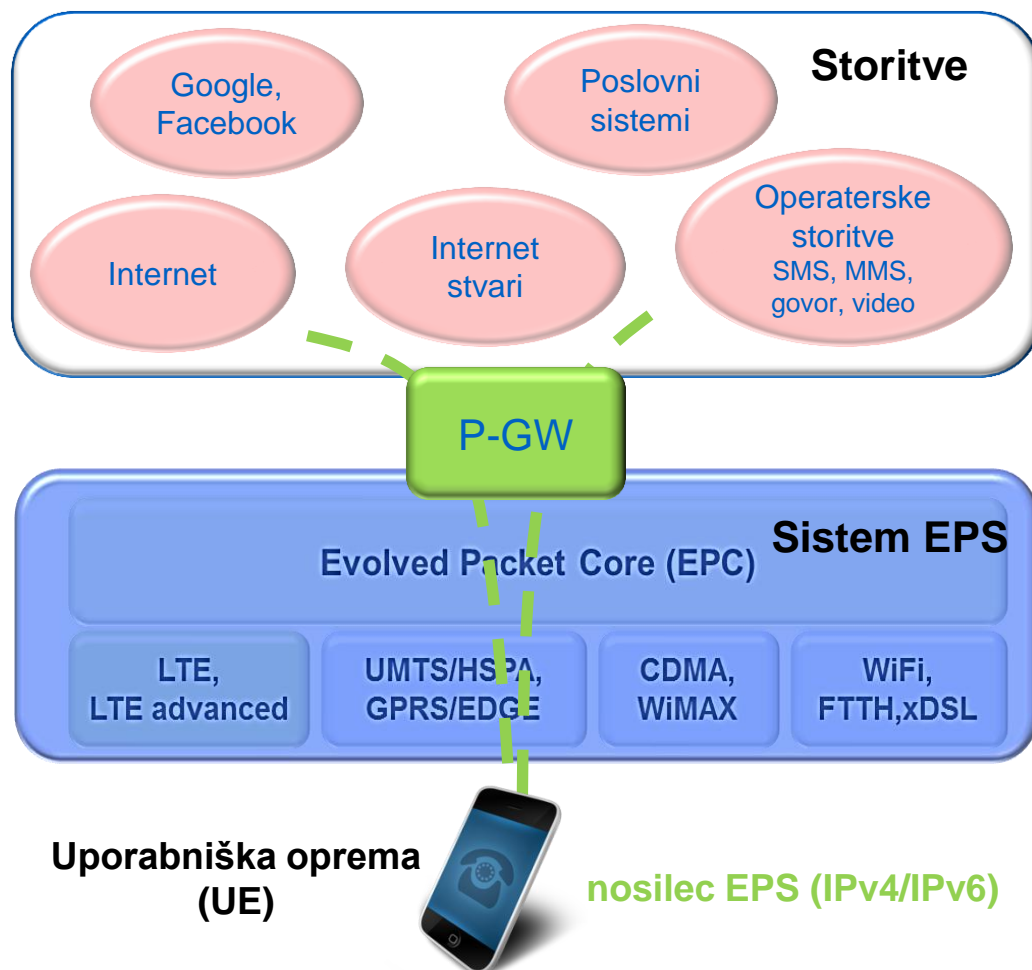 Storitve
Google,
Facebook
Poslovni
sistemi
Internet
Internet
stvari
Operaterske
storitve
SMS, MMS,
govor, video
P-GW
Sistem EPS
Evolved Packet Core (EPC)
LTE,
LTE advanced
UMTS/HSPA,
GPRS/EDGE
CDMA,
WiMAX
WiFi,
FTTH,xDSL
Uporabniška oprema
(UE)
nosilec EPS (IPv4/IPv6)